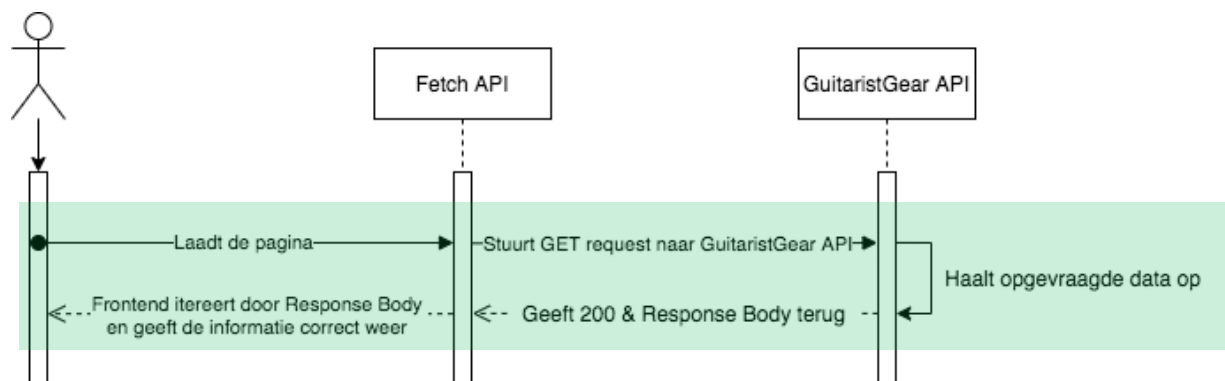 Fetch API
GuitaristGear API
Laadt de pagina
Stuurt GET request naar GuitaristGear API
Haalt opgevraagde data op
Frontend itereert door Response Body
en geeft de informatie correct weer
Geeft 200 & Response Body terug